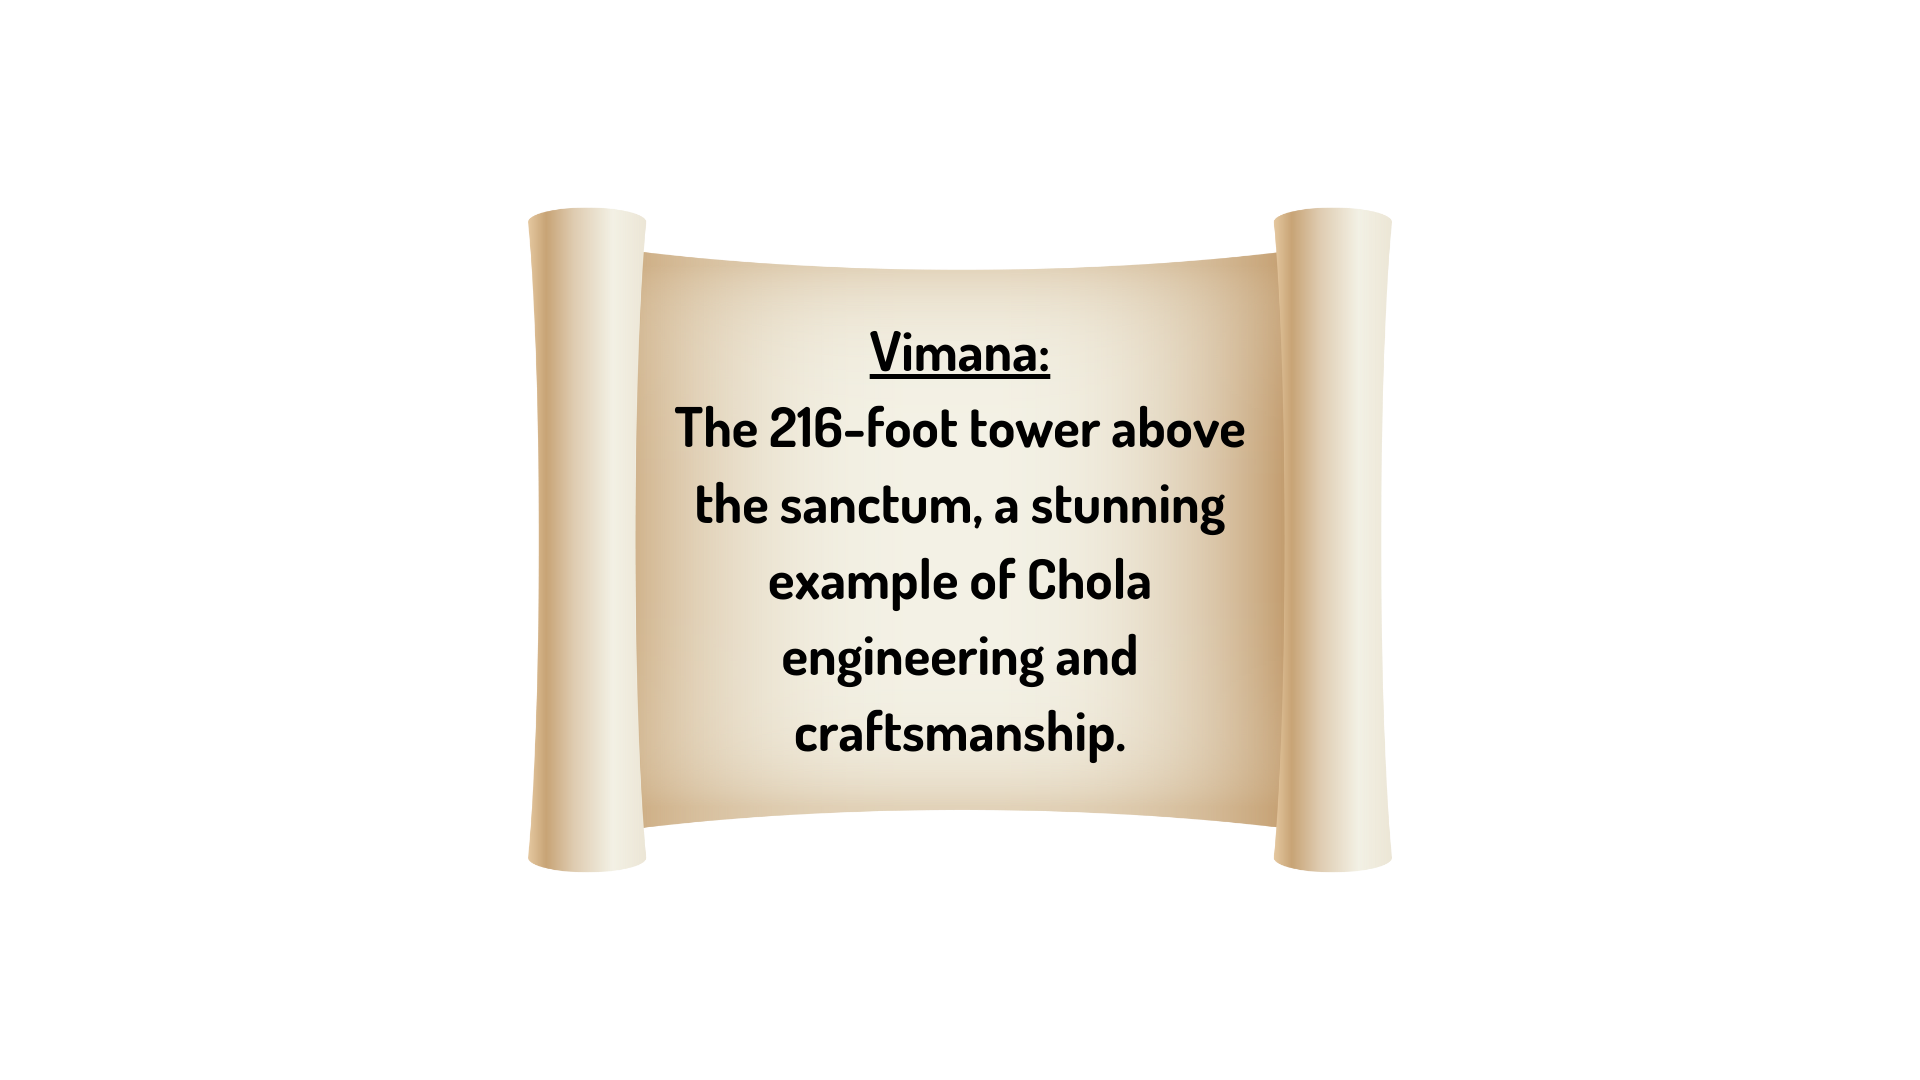 Vimana:
The 216-foot tower above
the sanctum, a stunning
example of Chola
engineering and
craftsmanship.